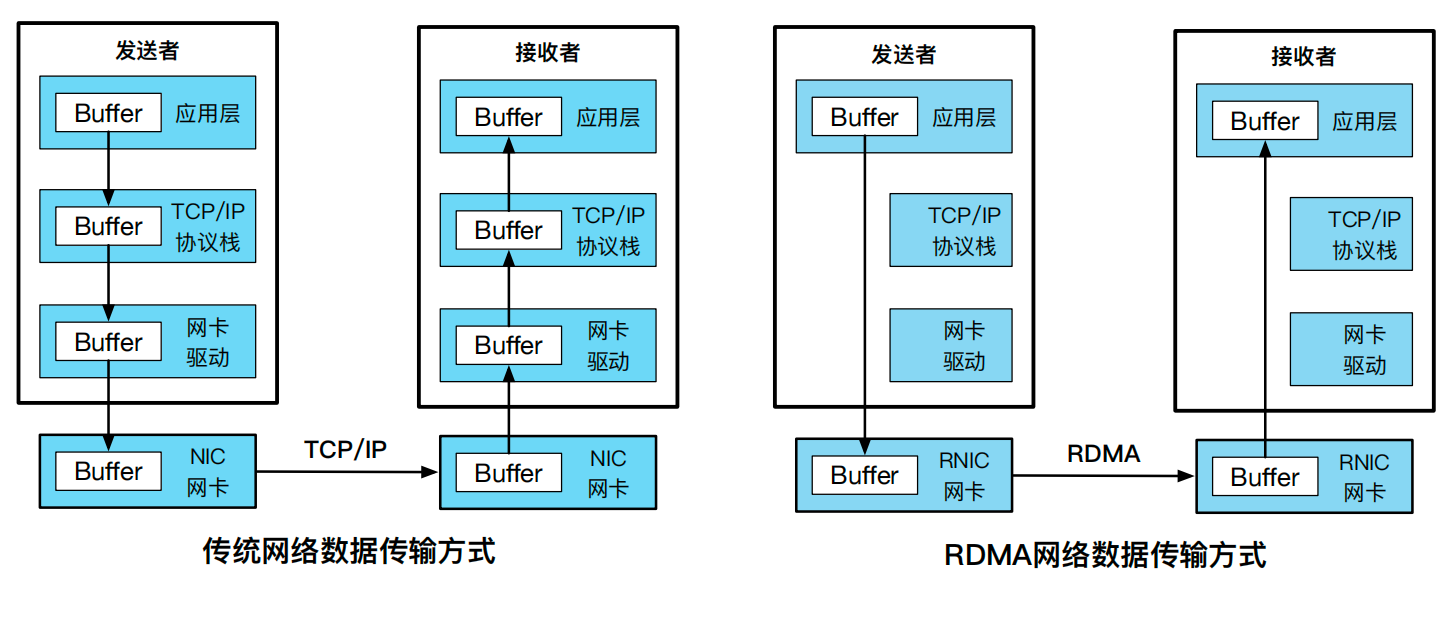 发送者
Buffer 应用层
Buffer TCP/IP
协议栈
Buffer 网卡
驱动
Buffer NIC
网卡
TCP/IP
接收者
Buffer 应用层
Buffer TCP/IP
协议栈
Buffer 网卡
驱动
Buffer NIC
网卡
传统网络数据传输方式
发送者
Buffer 应用层
TCP/IP
协议栈
网卡
驱动
Buffer RNIC
网卡
RDMA
接收者
Buffer 应用层
TCP/IP
协议栈
网卡
驱动
Buffer RNIC
网卡
RDMA网络数据传输方式